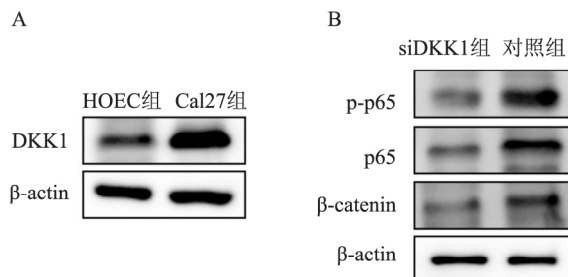 A
HOEC组 Cal27组
DKK1
β-actin
B
siDKK1组 对照组
p-p65
p65
β-catenin
β-actin